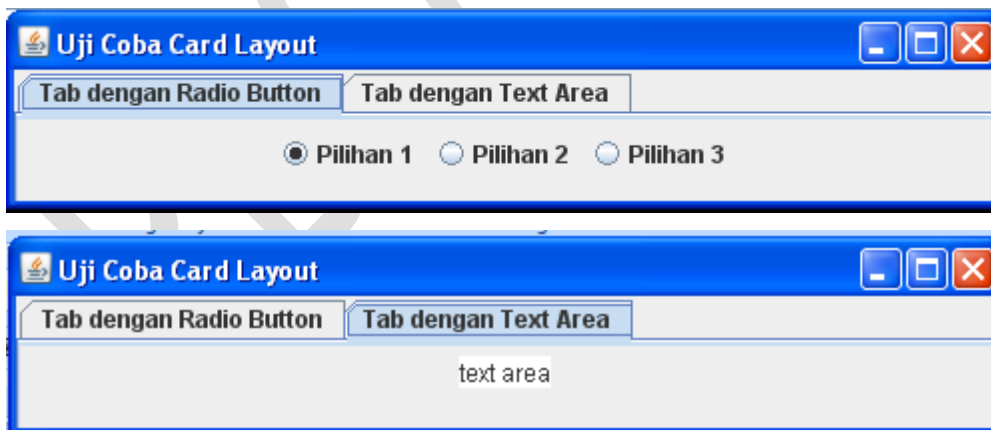 Uji Coba Card Layout
Tab dengan Radio Button Tab dengan Text Area
Pilihan 1 Pilihan 2 Pilihan 3
Uji Coba Card Layout
Tab dengan Radio Button Tab dengan Text Area
text area